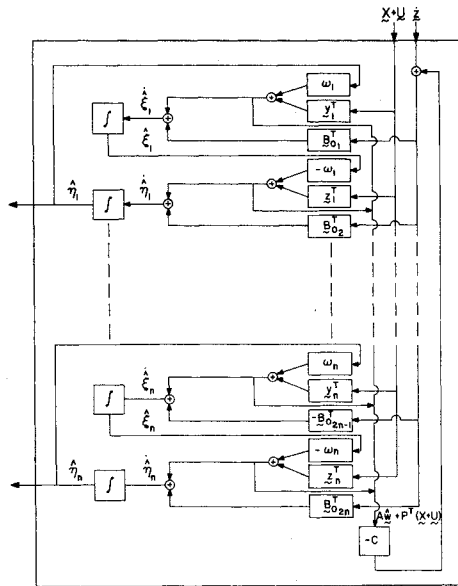 X+U ż
ω₁
y₁ᵀ
B₀₁ᵀ
ξ̂̇₁
∫
ξ̂₁
-ω₁
z₁ᵀ
B₀₂ᵀ
η̂₁ ∫ η̂̇₁
ωₙ
yₙᵀ
-B₀₂ₙ₋₁ᵀ
∫ ξ̂̇ₙ
ξ̂ₙ
-ωₙ
zₙᵀ
B₀₂ₙᵀ
η̂ₙ ∫ η̂̇ₙ
Aŵ + Pᵀ(X+U)
-C